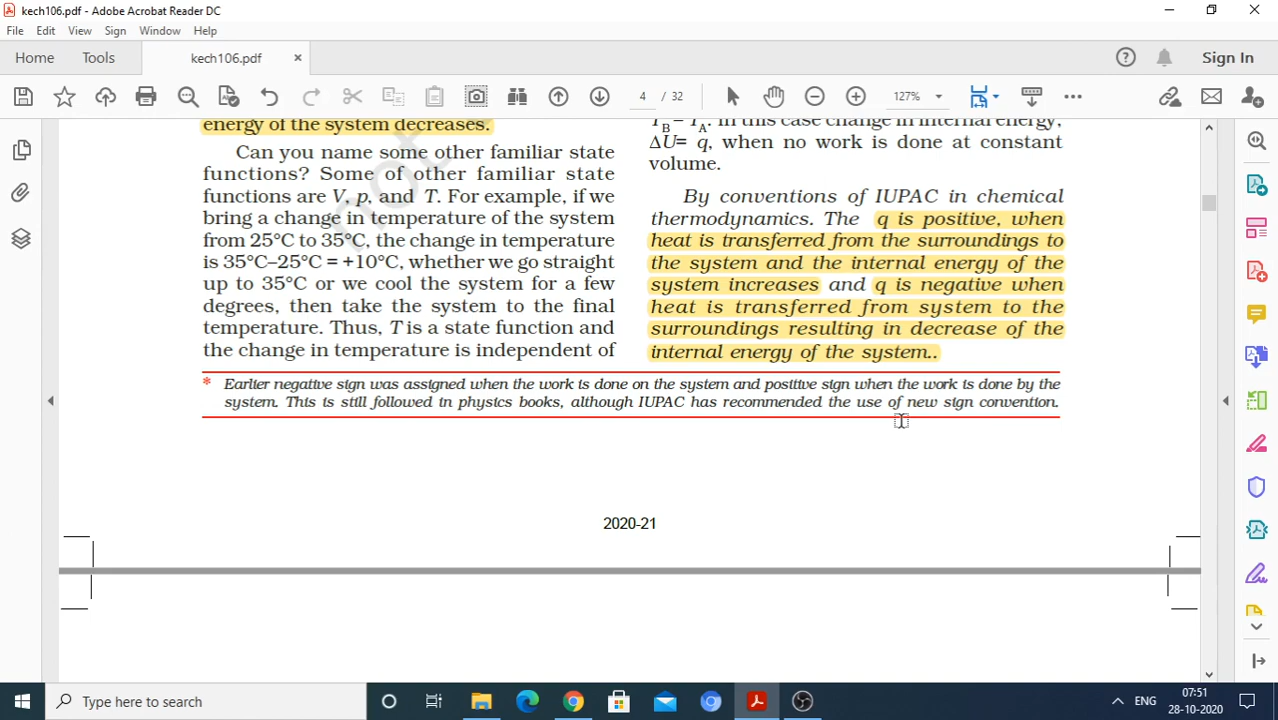 kech106.pdf - Adobe Acrobat Reader DC
File Edit View Sign Window Help
Home Tools kech106.pdf × Sign In
4 / 32 127%
energy of the system decreases.
Can you name some other familiar state
functions? Some of other familiar state
functions are V, p, and T. For example, if we
bring a change in temperature of the system
from 25°C to 35°C, the change in temperature
is 35°C–25°C = +10°C, whether we go straight
up to 35°C or we cool the system for a few
degrees, then take the system to the final
temperature. Thus, T is a state function and
the change in temperature is independent of
TB – TA. In this case change in internal energy,
ΔU= q, when no work is done at constant
volume.
By conventions of IUPAC in chemical
thermodynamics. The q is positive, when
heat is transferred from the surroundings to
the system and the internal energy of the
system increases and q is negative when
heat is transferred from system to the
surroundings resulting in decrease of the
internal energy of the system..
* Earlier negative sign was assigned when the work is done on the system and positive sign when the work is done by the
system. This is still followed in physics books, although IUPAC has recommended the use of new sign convention.
not
2020-21
Type here to search
ENG
07:51
28-10-2020